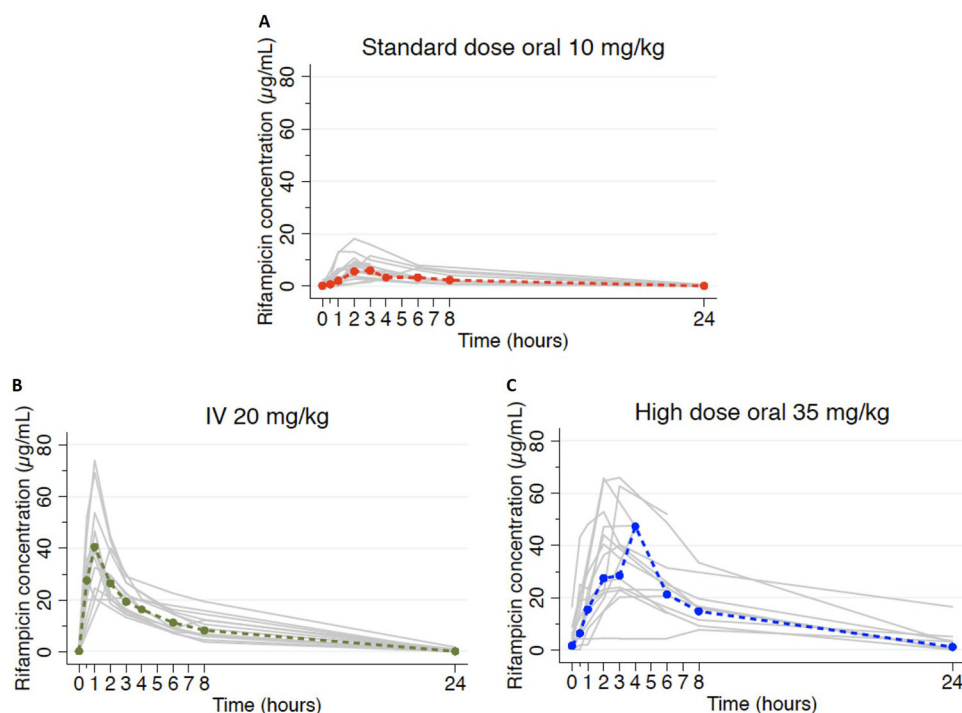 A
Standard dose oral 10 mg/kg
Rifampicin concentration (µg/mL)
80
60
40
20
0
0 1 2 3 4 5 6 7 8 24
Time (hours)
B
IV 20 mg/kg
Rifampicin concentration (µg/mL)
80
60
40
20
0
0 1 2 3 4 5 6 7 8 24
Time (hours)
C
High dose oral 35 mg/kg
Rifampicin concentration (µg/mL)
80
60
40
20
0
0 1 2 3 4 5 6 7 8 24
Time (hours)